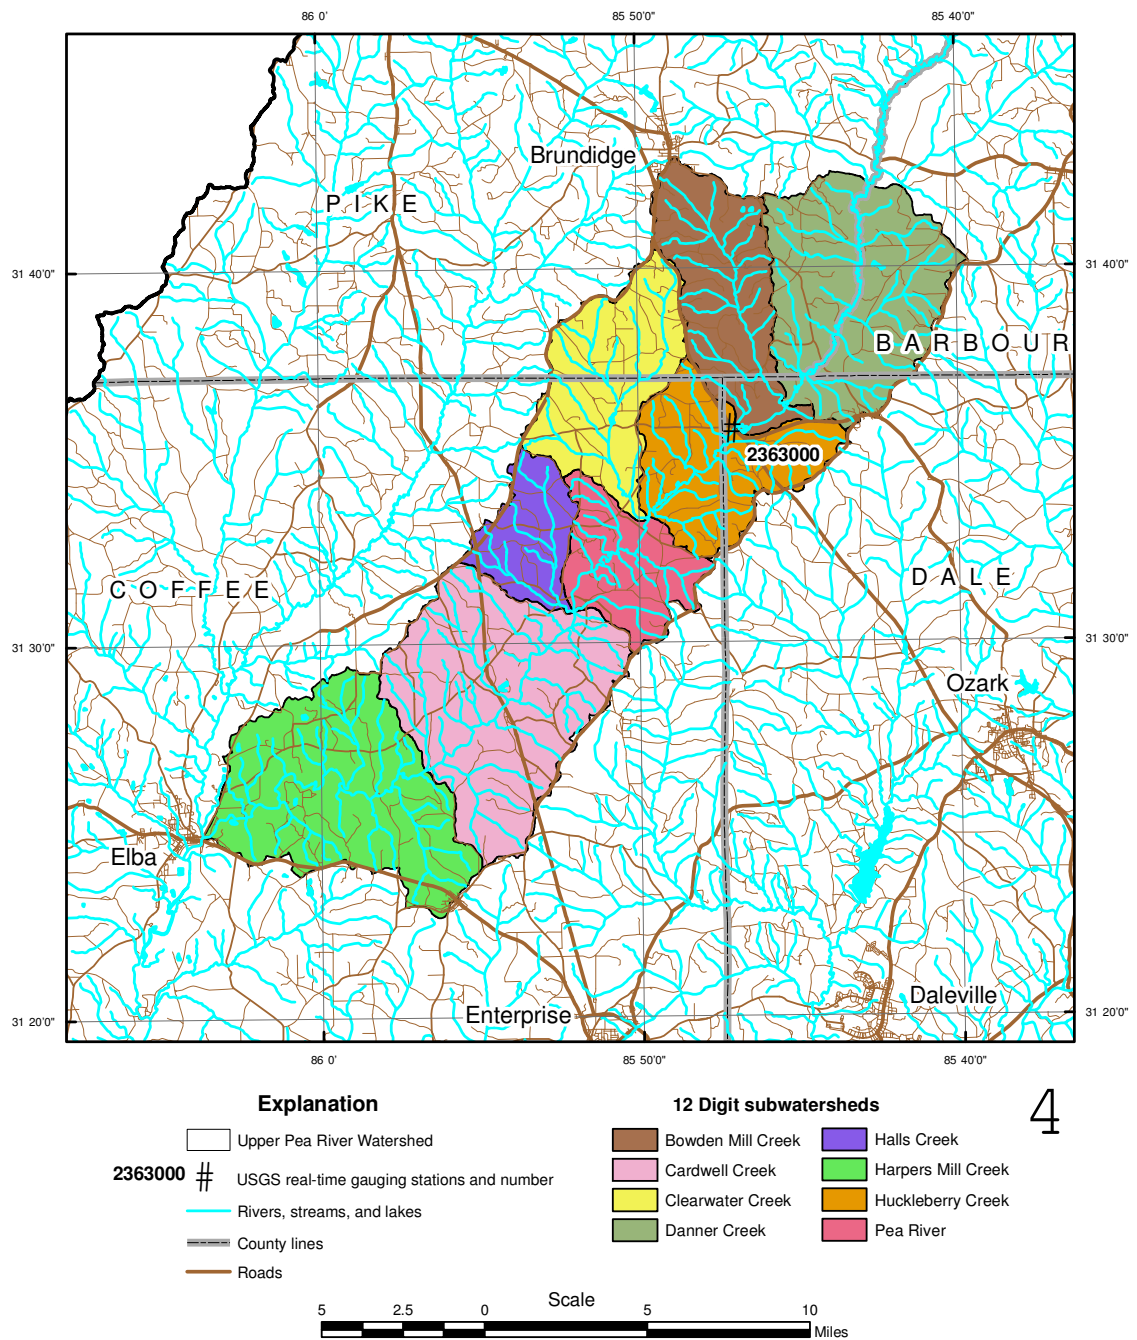 86 0' 85 50'0" 85 40'0"
Brundidge
PIKE
31 40'0" 31 40'0"
BARBOUR
2363000
COFFEE
DALE
31 30'0" 31 30'0"
Ozark
Elba
Daleville
Enterprise
31 20'0" 31 20'0"
86 0' 85 50'0" 85 40'0"
Explanation
Upper Pea River Watershed
2363000 # USGS real-time gauging stations and number
Rivers, streams, and lakes
County lines
Roads
12 Digit subwatersheds
Bowden Mill Creek
Cardwell Creek
Clearwater Creek
Danner Creek
Halls Creek
Harpers Mill Creek
Huckleberry Creek
Pea River
4
Scale
5 2.5 0 5 10
Miles